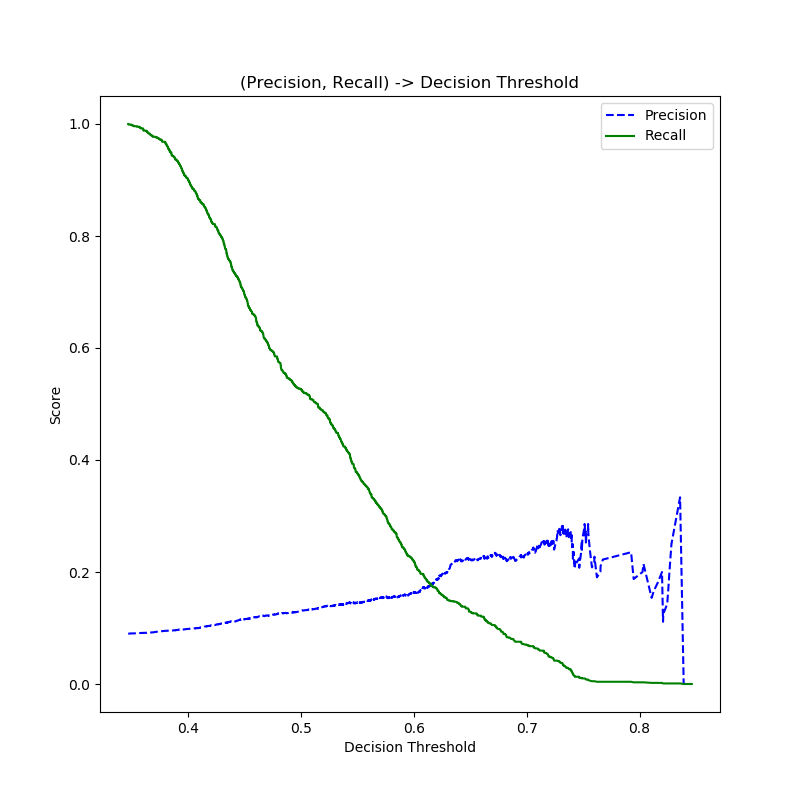 (Precision, Recall) -> Decision Threshold
Precision
Recall
1.0
0.8
0.6
0.4
0.2
0.0
Score
0.4 0.5 0.6 0.7 0.8
Decision Threshold